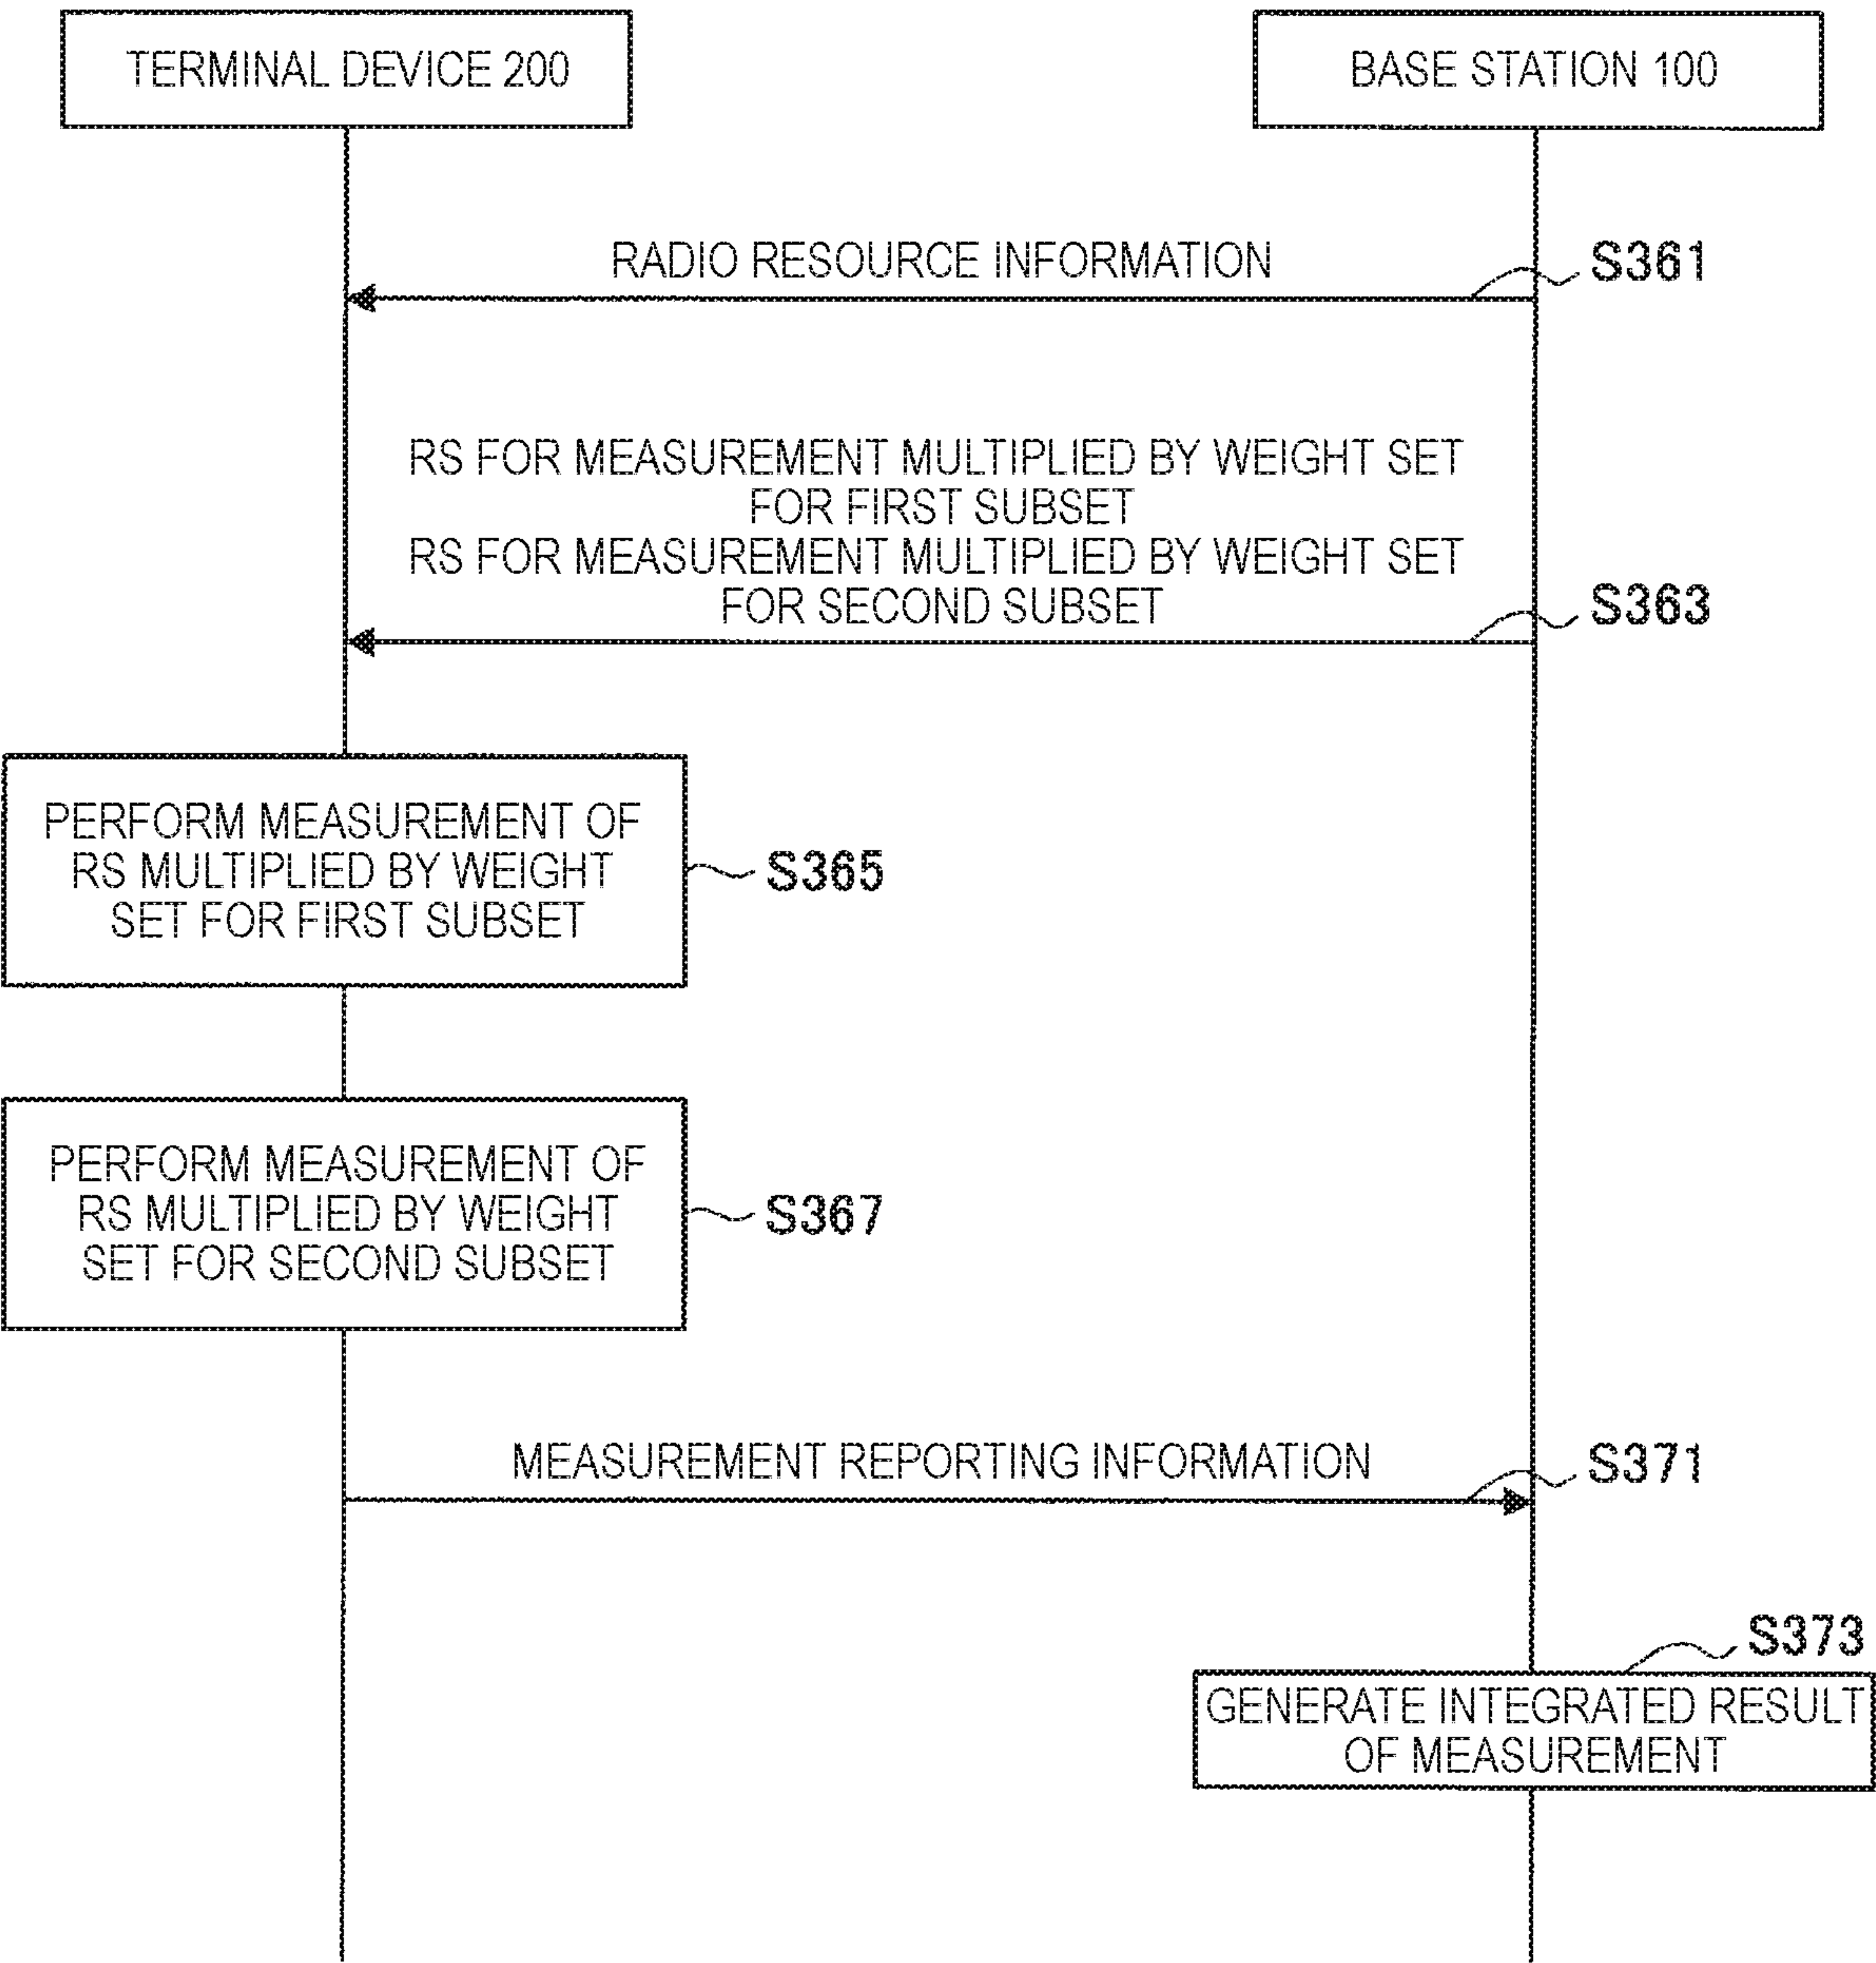 TERMINAL DEVICE 200
BASE STATION 100
RADIO RESOURCE INFORMATION
S361
RS FOR MEASUREMENT MULTIPLIED BY WEIGHT SET
FOR FIRST SUBSET
RS FOR MEASUREMENT MULTIPLIED BY WEIGHT SET
FOR SECOND SUBSET
S363
PERFORM MEASUREMENT OF
RS MULTIPLIED BY WEIGHT
SET FOR FIRST SUBSET
S365
PERFORM MEASUREMENT OF
RS MULTIPLIED BY WEIGHT
SET FOR SECOND SUBSET
S367
MEASUREMENT REPORTING INFORMATION
S371
S373
GENERATE INTEGRATED RESULT
OF MEASUREMENT